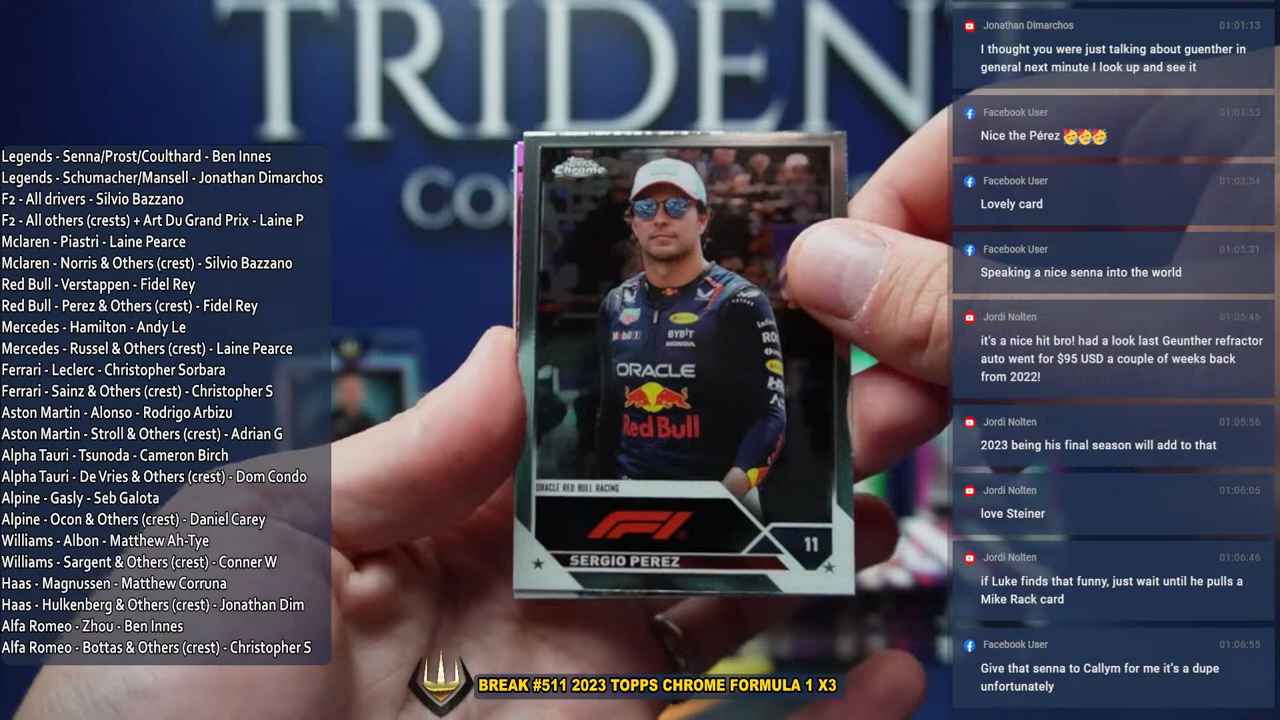 TRIDEN
Co
Legends - Senna/Prost/Coulthard - Ben Innes
Legends - Schumacher/Mansell - Jonathan Dimarchos
F2 - All drivers - Silvio Bazzano
F2 - All others (crests) + Art Du Grand Prix - Laine P
Mclaren - Piastri - Laine Pearce
Mclaren - Norris & Others (crest) - Silvio Bazzano
Red Bull - Verstappen - Fidel Rey
Red Bull - Perez & Others (crest) - Fidel Rey
Mercedes - Hamilton - Andy Le
Mercedes - Russel & Others (crest) - Laine Pearce
Ferrari - Leclerc - Christopher Sorbara
Ferrari - Sainz & Others (crest) - Christopher S
Aston Martin - Alonso - Rodrigo Arbizu
Aston Martin - Stroll & Others (crest) - Adrian G
Alpha Tauri - Tsunoda - Cameron Birch
Alpha Tauri - De Vries & Others (crest) - Dom Condo
Alpine - Gasly - Seb Galota
Alpine - Ocon & Others (crest) - Daniel Carey
Williams - Albon - Matthew Ah-Tye
Williams - Sargent & Others (crest) - Conner W
Haas - Magnussen - Matthew Corruna
Haas - Hulkenberg & Others (crest) - Jonathan Dim
Alfa Romeo - Zhou - Ben Innes
Alfa Romeo - Bottas & Others (crest) - Christopher S
Topps
Chrome
Mobil 1
BYBIT
HONDA
ORACLE
Red Bull
ORACLE RED BULL RACING
F1
11
SERGIO PEREZ
BREAK #511 2023 TOPPS CHROME FORMULA 1 X3
Jonathan Dimarchos 01:01:13
I thought you were just talking about guenther in
general next minute I look up and see it
Facebook User 01:01:53
Nice the Pérez 🥳🥳🥳
Facebook User 01:03:54
Lovely card
Facebook User 01:05:31
Speaking a nice senna into the world
Jordi Nolten 01:05:46
it's a nice hit bro! had a look last Geunther refractor
auto went for $95 USD a couple of weeks back
from 2022!
Jordi Nolten 01:05:56
2023 being his final season will add to that
Jordi Nolten 01:06:06
love Steiner
Jordi Nolten 01:06:46
if Luke finds that funny, just wait until he pulls a
Mike Rack card
Facebook User 01:06:55
Give that senna to Callym for me it's a dupe
unfortunately